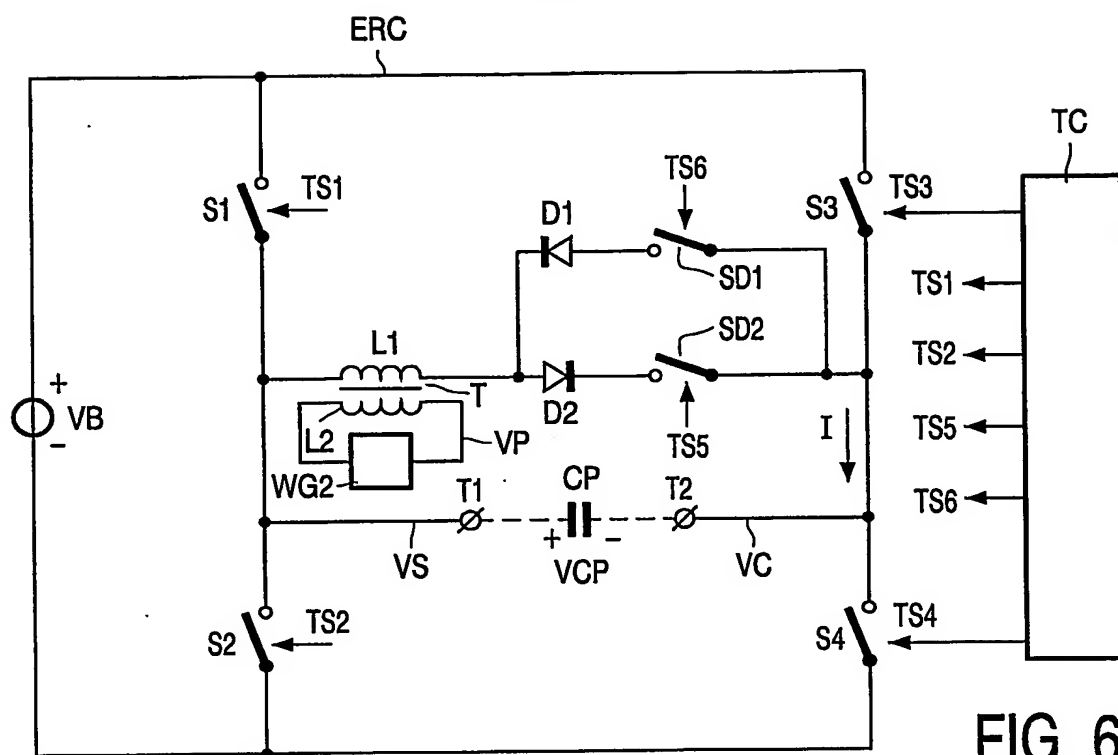 ERC
TC
TS6
S1
TS1
D1
S3
TS3
SD1
TS1
SD2
L1
TS2
T
+
VB
-
L2
D2
I
VP
TS5
TS5
WG2
T1
CP
T2
TS6
+
-
VS
VCP
VC
S2
TS2
S4
TS4
FIG 6